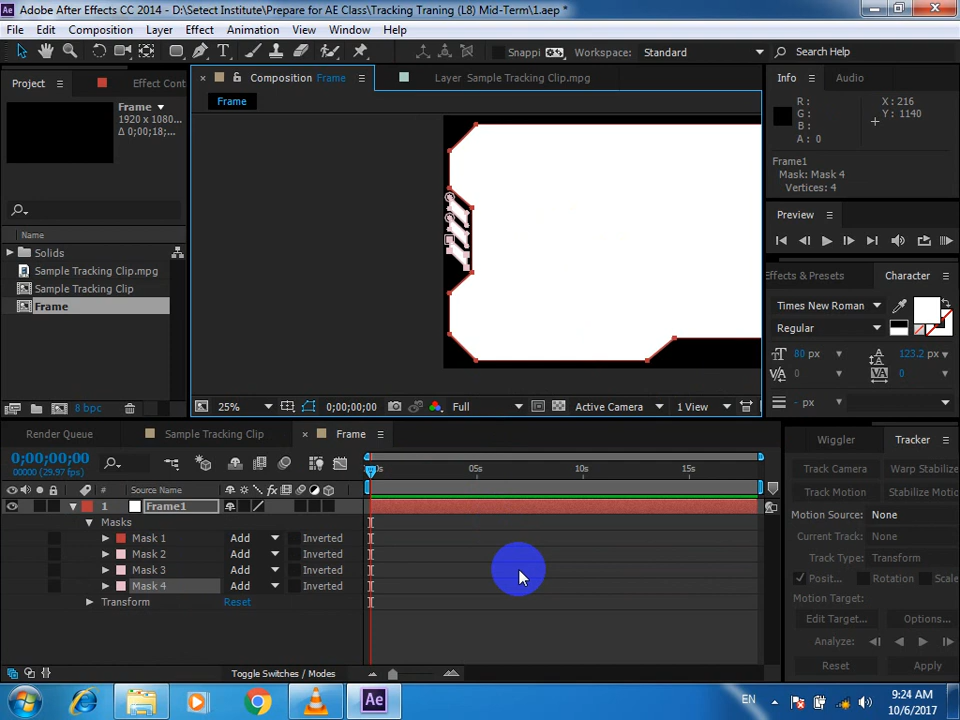 Adobe After Effects CC 2014 - D:\Setect Institute\Prepare for AE Class\Tracking Traning (L8) Mid-Term\1.aep *
File Edit Composition Layer Effect Animation View Window Help
Snappi Workspace: Standard Search Help
Project Effect Cont
Composition Frame Layer Sample Tracking Clip.mpg
Info Audio
Frame
Frame
1920 x 1080...
Δ 0;00;18;
R :
G :
B :
A : 0
X : 216
Y : 1140
Frame1
Mask: Mask 4
Vertices: 4
Preview
Name
Solids
Sample Tracking Clip.mpg
Sample Tracking Clip
Frame
Effects & Presets Character
Times New Roman
Regular
80 px 123.2 px
0 0
- px
8 bpc
25% 0;00;00;00 Full Active Camera 1 View
Render Queue Sample Tracking Clip Frame
Wiggler Tracker
0;00;00;00
00000 (29.97 fps)
0s 05s 10s 15s
# Source Name
1 Frame1
Masks
Mask 1 Add Inverted
Mask 2 Add Inverted
Mask 3 Add Inverted
Mask 4 Add Inverted
Transform Reset
Track Camera Warp Stabilize
Track Motion Stabilize Motion
Motion Source: None
Current Track: None
Track Type: Transform
Posit... Rotation Scale
Motion Target:
Edit Target... Options...
Analyze:
Reset Apply
Toggle Switches / Modes
EN 9:24 AM
10/6/2017